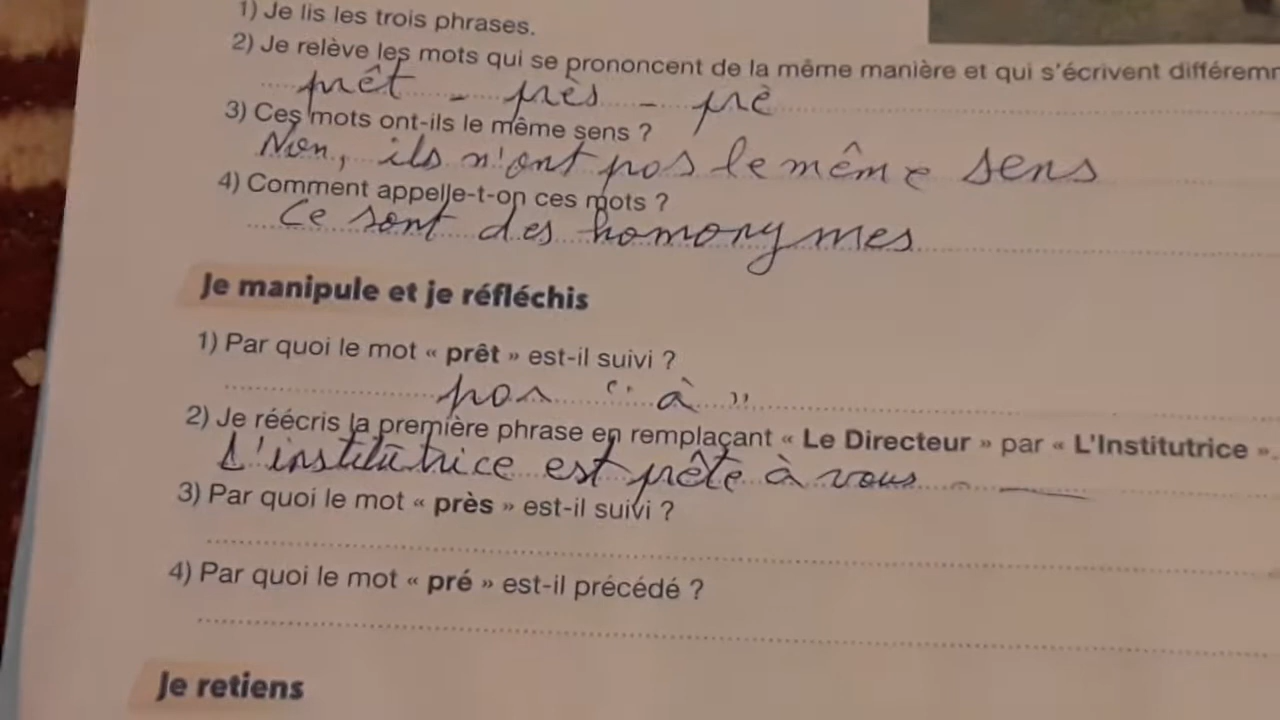 1) Je lis les trois phrases.
2) Je relève les mots qui se prononcent de la même manière et qui s'écrivent différemm
prêt - près - prè
3) Ces mots ont-ils le même sens ?
Non, ils n'ont pas le même sens
4) Comment appelle-t-on ces mots ?
Ce sont des homonymes
Je manipule et je réfléchis
1) Par quoi le mot « prêt » est-il suivi ?
par " à "
2) Je réécris la première phrase en remplaçant « Le Directeur » par « L'Institutrice ».
L'institutrice est prête à vous
3) Par quoi le mot « près » est-il suivi ?
4) Par quoi le mot « pré » est-il précédé ?
Je retiens